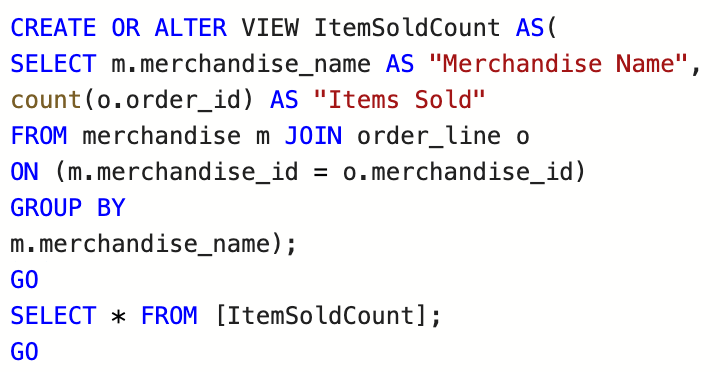 CREATE OR ALTER VIEW ItemSoldCount AS(
SELECT m.merchandise_name AS "Merchandise Name",
count(o.order_id) AS "Items Sold"
FROM merchandise m JOIN order_line o
ON (m.merchandise_id = o.merchandise_id)
GROUP BY
m.merchandise_name);
GO
SELECT * FROM [ItemSoldCount];
GO